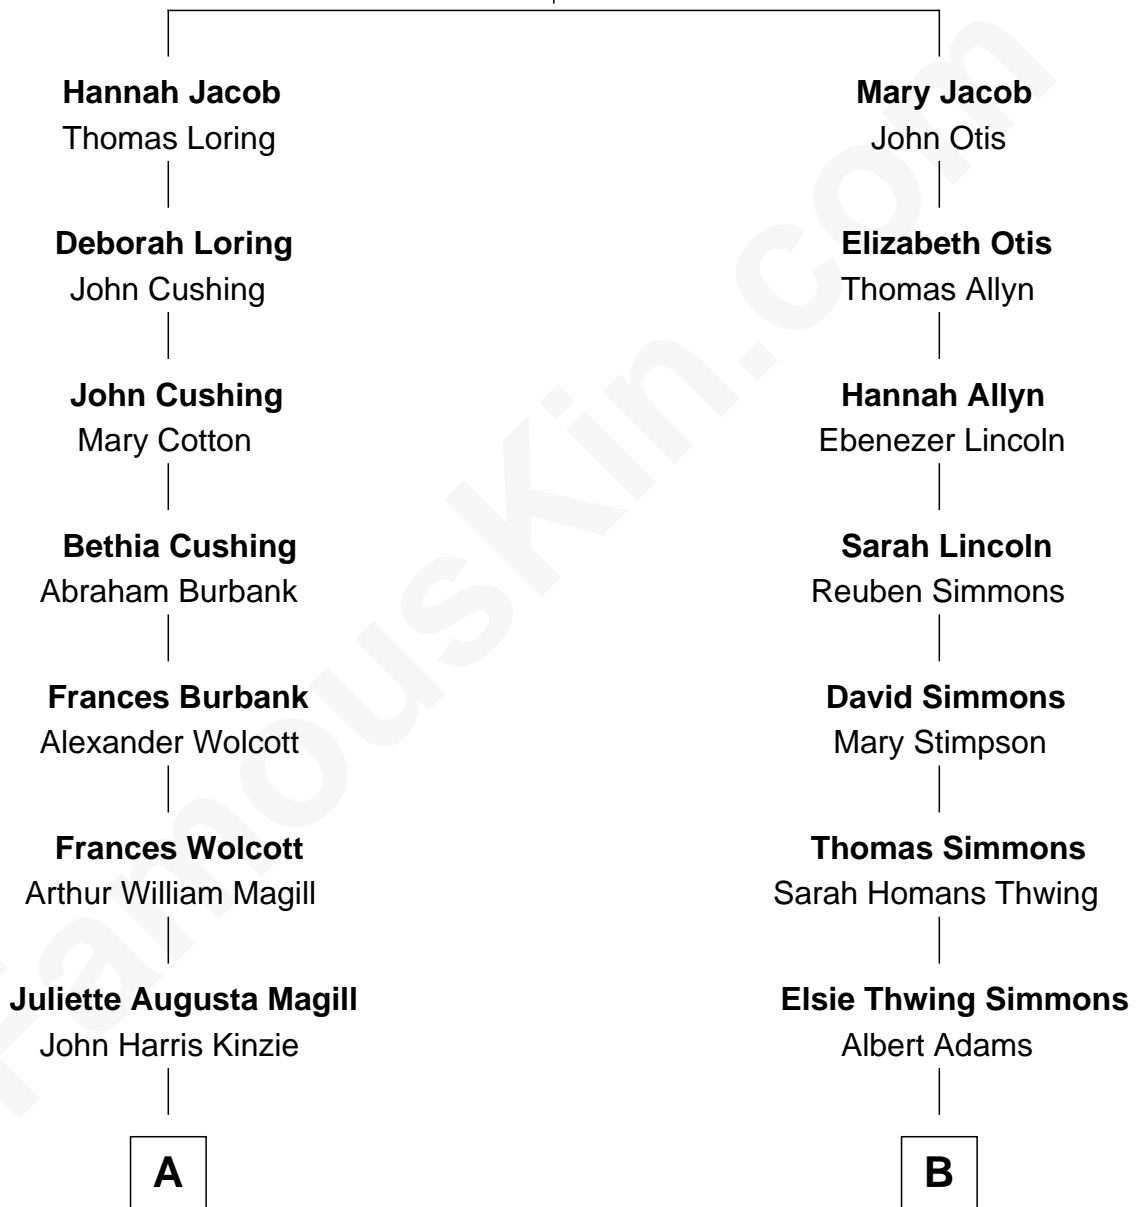 Hannah Jacob
Thomas Loring
Mary Jacob
John Otis
Deborah Loring
John Cushing
Elizabeth Otis
Thomas Allyn
John Cushing
Mary Cotton
Hannah Allyn
Ebenezer Lincoln
Bethia Cushing
Abraham Burbank
Sarah Lincoln
Reuben Simmons
Frances Burbank
Alexander Wolcott
David Simmons
Mary Stimpson
Frances Wolcott
Arthur William Magill
Thomas Simmons
Sarah Homans Thwing
Juliette Augusta Magill
John Harris Kinzie
Elsie Thwing Simmons
Albert Adams
A
B
FamousKin.com